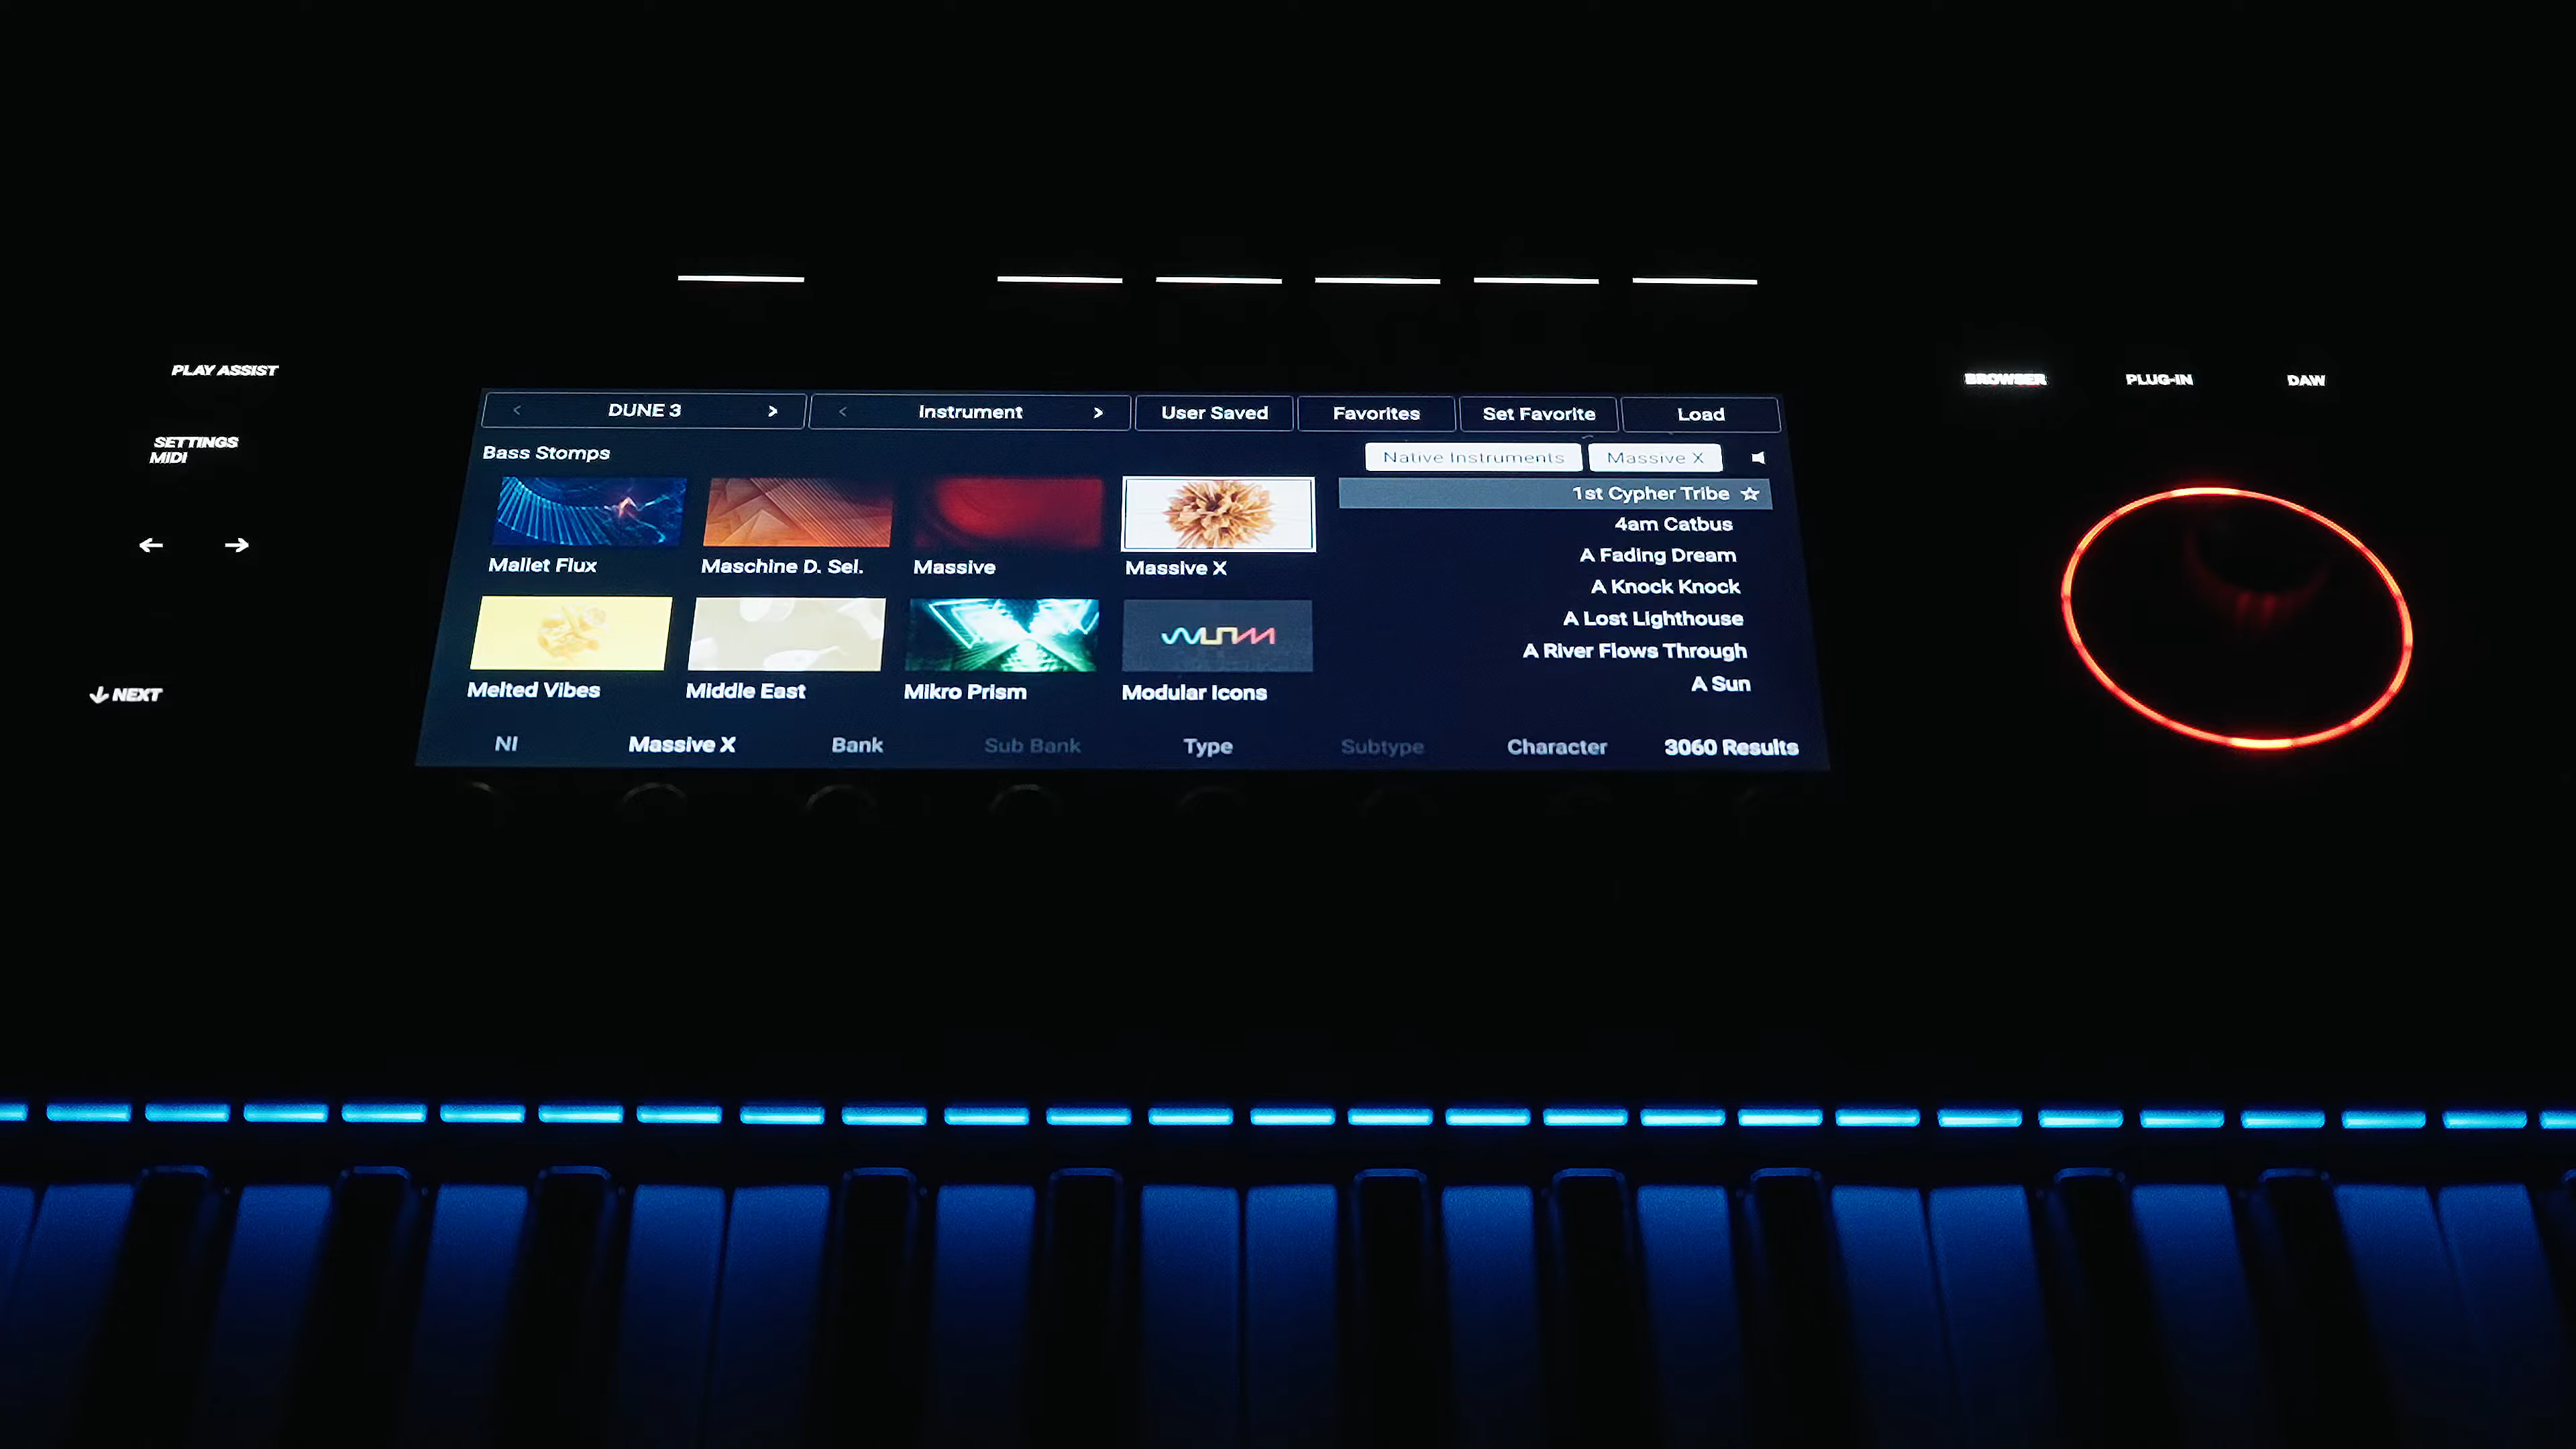 PLAY ASSIST
BROWSER PLUG-IN DAW
SETTINGS
MIDI
← →
↓ NEXT
< DUNE 3 > < Instrument > User Saved Favorites Set Favorite Load
Bass Stomps
Native Instruments Massive X
Mallet Flux Maschine D. Sel. Massive Massive X
Melted Vibes Middle East Mikro Prism Modular Icons
1st Cypher Tribe ☆
4am Catbus
A Fading Dream
A Knock Knock
A Lost Lighthouse
A River Flows Through
A Sun
NI Massive X Bank Sub Bank Type Subtype Character 3060 Results